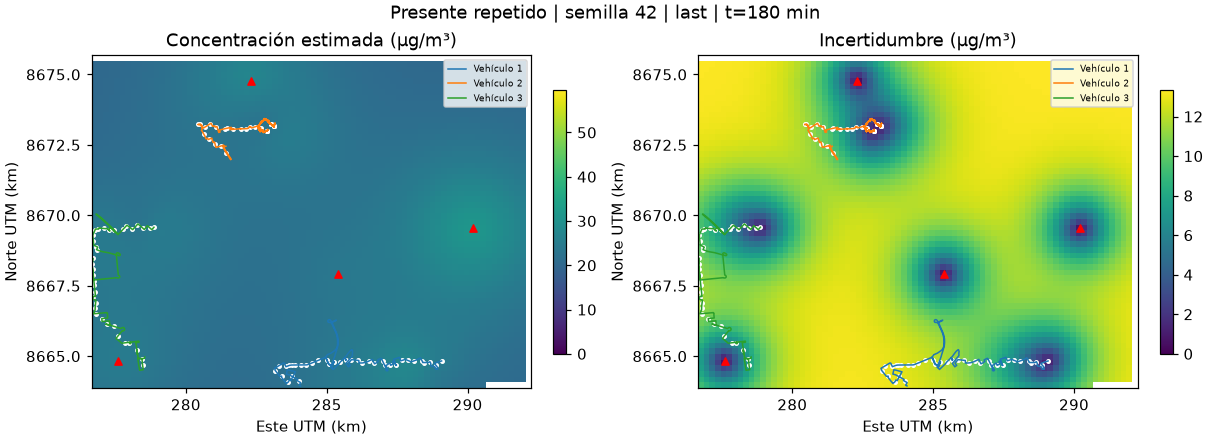 Presente repetido | semilla 42 | last | t=180 min
Concentración estimada (µg/m³)
Vehículo 1
Vehículo 2
Vehículo 3
8675.0
8672.5
8670.0
8667.5
8665.0
Norte UTM (km)
280
285
290
Este UTM (km)
50
40
30
20
10
0
Incertidumbre (µg/m³)
Vehículo 1
Vehículo 2
Vehículo 3
8675.0
8672.5
8670.0
8667.5
8665.0
Norte UTM (km)
280
285
290
Este UTM (km)
12
10
8
6
4
2
0